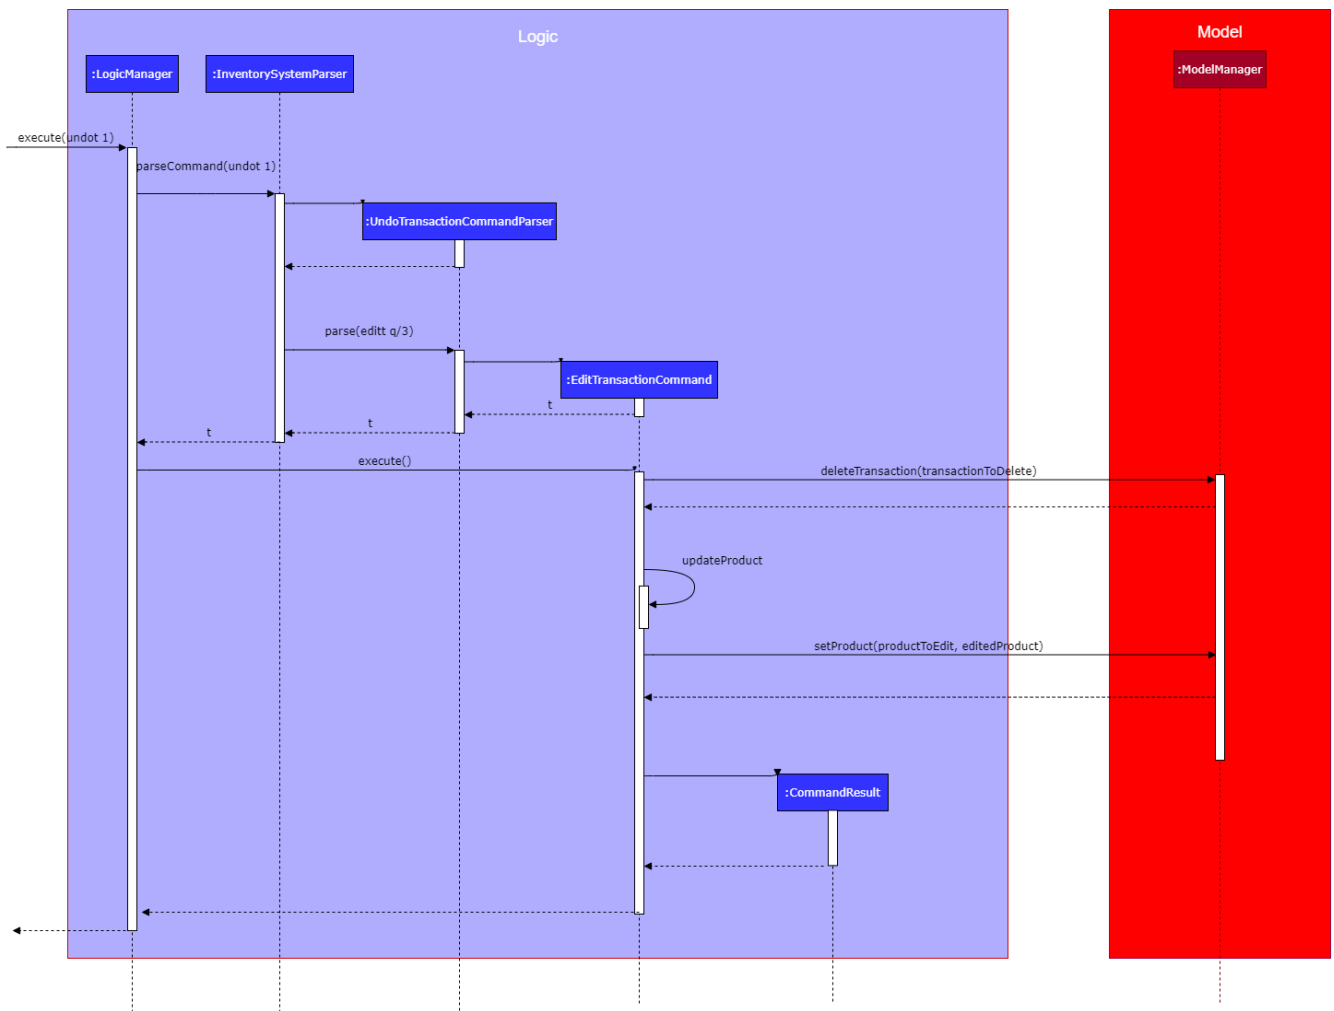 Logic
Model
:LogicManager
:InventorySystemParser
:ModelManager
execute(undot 1)
parseCommand(undot 1)
:UndoTransactionCommandParser
parse(editt q/3)
:EditTransactionCommand
t
t
t
execute()
deleteTransaction(transactionToDelete)
updateProduct
setProduct(productToEdit, editedProduct)
:CommandResult